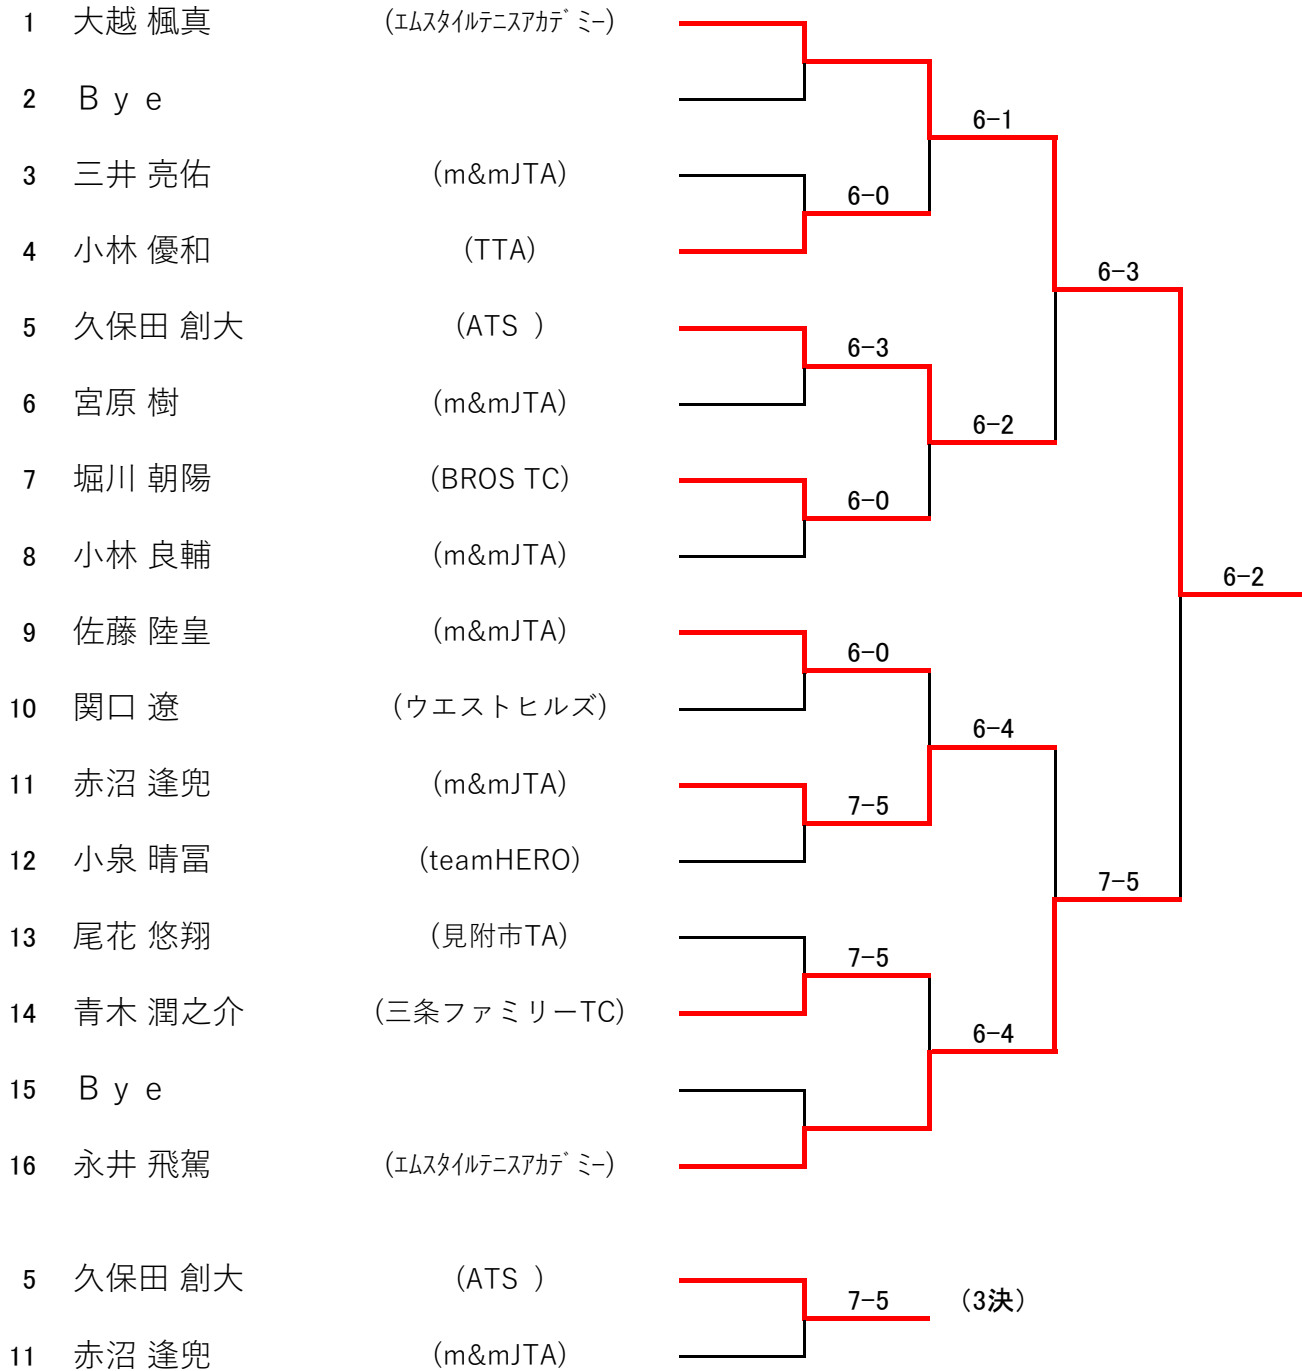 1 大越 楓真 (ｴﾑｽﾀｲﾙﾃﾆｽｱｶﾃﾞﾐｰ)
2 Ｂｙｅ
6-1
3 三井 亮佑 (m&mJTA)
6-0
4 小林 優和 (TTA)
6-3
5 久保田 創大 (ATS )
6-3
6 宮原 樹 (m&mJTA)
6-2
7 堀川 朝陽 (BROS TC)
6-0
8 小林 良輔 (m&mJTA)
6-2
9 佐藤 陸皇 (m&mJTA)
6-0
10 関口 遼 (ウエストヒルズ)
6-4
11 赤沼 逢兜 (m&mJTA)
7-5
12 小泉 晴冨 (teamHERO)
7-5
13 尾花 悠翔 (見附市TA)
7-5
14 青木 潤之介 (三条ファミリーTC)
6-4
15 Ｂｙｅ
16 永井 飛駕 (ｴﾑｽﾀｲﾙﾃﾆｽｱｶﾃﾞﾐｰ)
5 久保田 創大 (ATS )
7-5 （3決）
11 赤沼 逢兜 (m&mJTA)